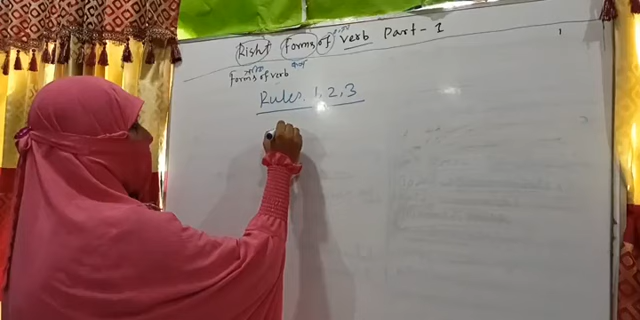 Right forms of verb Part - 1
forms of verb
Rules. 1, 2, 3